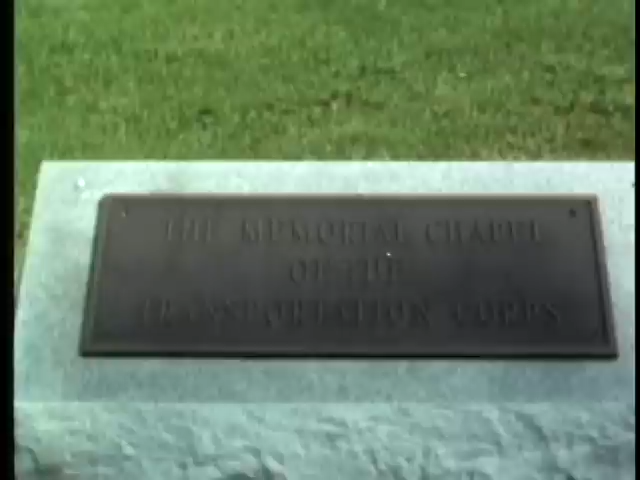 THE MEMORIAL CHAPEL
OF THE
TRANSPORTATION CORPS